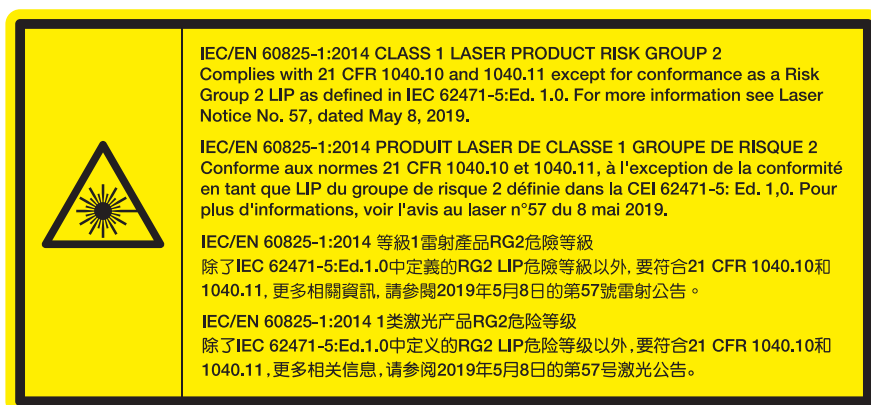 IEC/EN 60825-1:2014 CLASS 1 LASER PRODUCT RISK GROUP 2
Complies with 21 CFR 1040.10 and 1040.11 except for conformance as a Risk
Group 2 LIP as defined in IEC 62471-5:Ed. 1.0. For more information see Laser
Notice No. 57, dated May 8, 2019.
IEC/EN 60825-1:2014 PRODUIT LASER DE CLASSE 1 GROUPE DE RISQUE 2
Conforme aux normes 21 CFR 1040.10 et 1040.11, à l'exception de la conformité
en tant que LIP du groupe de risque 2 définie dans la CEI 62471-5: Ed. 1,0. Pour
plus d'informations, voir l'avis au laser n°57 du 8 mai 2019.
IEC/EN 60825-1:2014 等級1雷射產品RG2危險等級
除了IEC 62471-5:Ed.1.0中定義的RG2 LIP危險等級以外, 要符合21 CFR 1040.10和
1040.11, 更多相關資訊, 請參閱2019年5月8日的第57號雷射公告。
IEC/EN 60825-1:2014 1类激光产品RG2危险等级
除了IEC 62471-5:Ed.1.0中定义的RG2 LIP危险等级以外,要符合21 CFR 1040.10和
1040.11,更多相关信息,请参阅2019年5月8日的第57号激光公告。